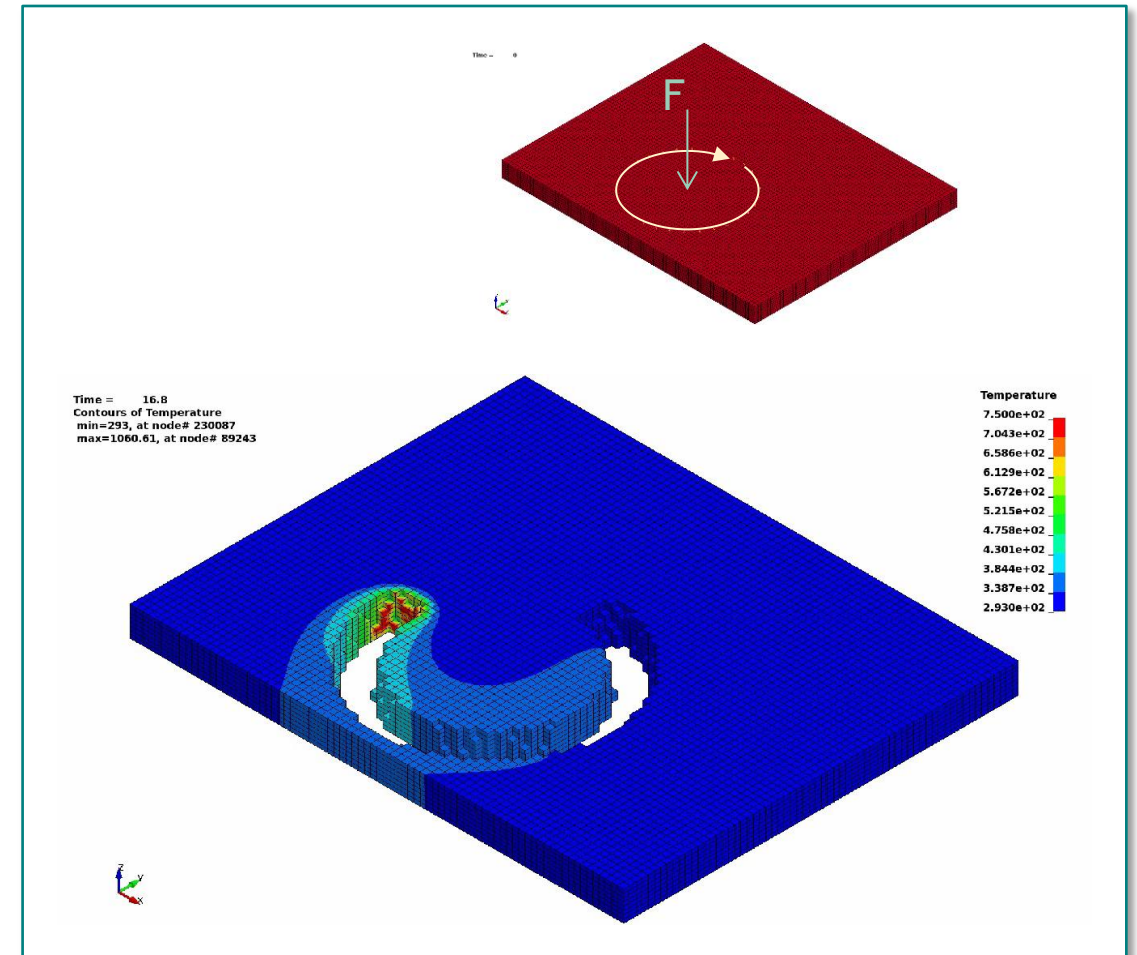 Time = 0
F
Time = 16.8
Contours of Temperature
min=293, at node# 230087
max=1060.61, at node# 89243
Temperature
7.500e+02
7.043e+02
6.586e+02
6.129e+02
5.672e+02
5.215e+02
4.758e+02
4.301e+02
3.844e+02
3.387e+02
2.930e+02
Z
Y
X